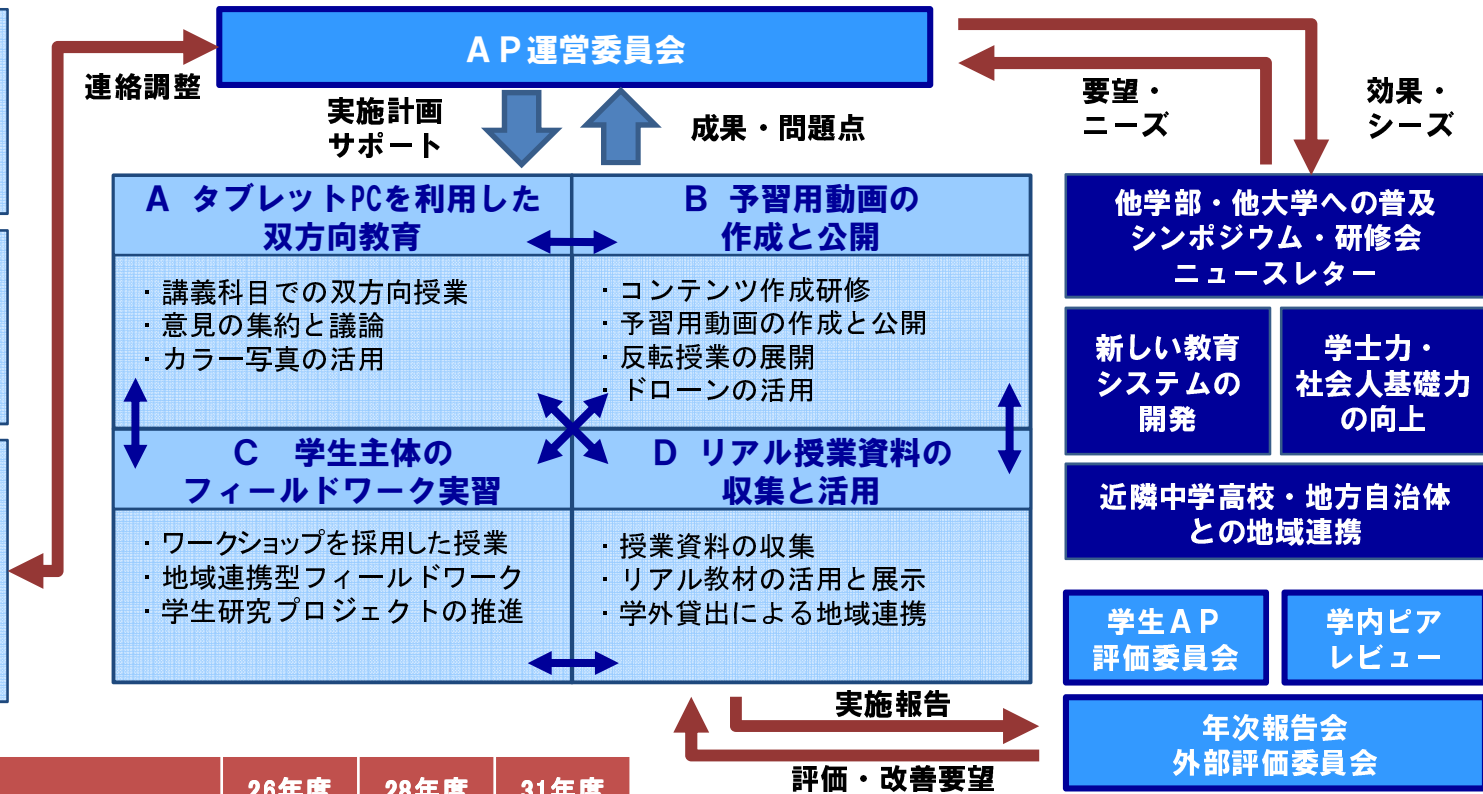 AP運営委員会
連絡調整
実施計画
サポート
成果・問題点
要望・
ニーズ
効果・
シーズ
A タブレットPCを利用した
双方向教育
B 予習用動画の
作成と公開
・講義科目での双方向授業
・意見の集約と議論
・カラー写真の活用
・コンテンツ作成研修
・予習用動画の作成と公開
・反転授業の展開
・ドローンの活用
C 学生主体の
フィールドワーク実習
D リアル授業資料の
収集と活用
・ワークショップを採用した授業
・地域連携型フィールドワーク
・学生研究プロジェクトの推進
・授業資料の収集
・リアル教材の活用と展示
・学外貸出による地域連携
他学部・他大学への普及
シンポジウム・研修会
ニュースレター
新しい教育
システムの
開発
学士力・
社会人基礎力
の向上
近隣中学高校・地方自治体
との地域連携
学生AP
評価委員会
学内ピア
レビュー
実施報告
評価・改善要望
年次報告会
外部評価委員会
26年度 28年度 31年度